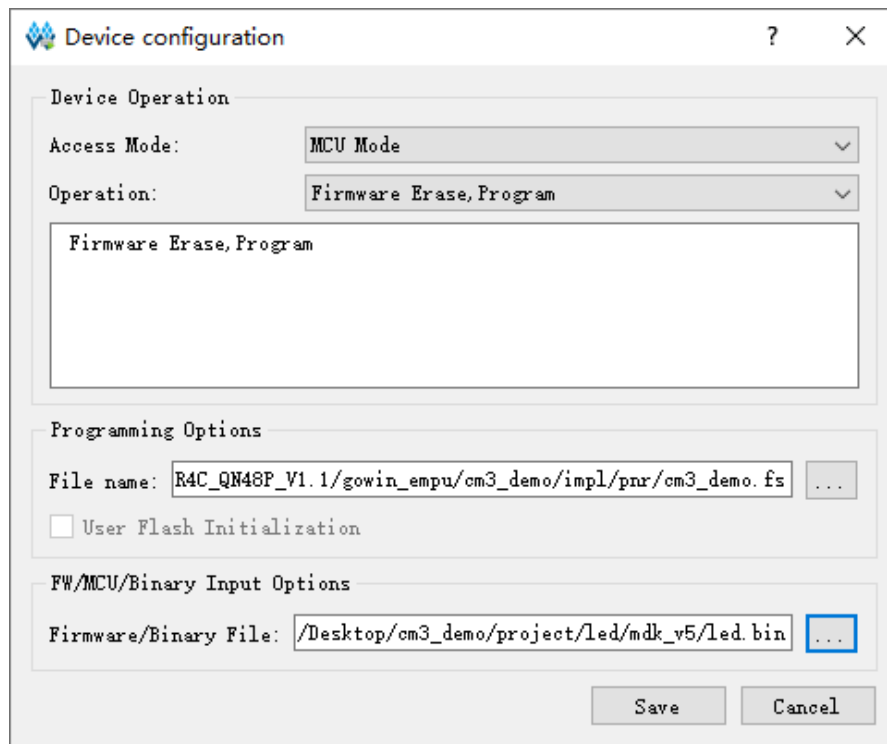 Device configuration
Device Operation
Access Mode:
MCU Mode
Operation:
Firmware Erase,Program
Firmware Erase,Program
Programming Options
File name:
R4C_QN48P_V1.1/gowin_empu/cm3_demo/impl/pnr/cm3_demo.fs
...
User Flash Initialization
FW/MCU/Binary Input Options
Firmware/Binary File:
/Desktop/cm3_demo/project/led/mdk_v5/led.bin
...
Save
Cancel